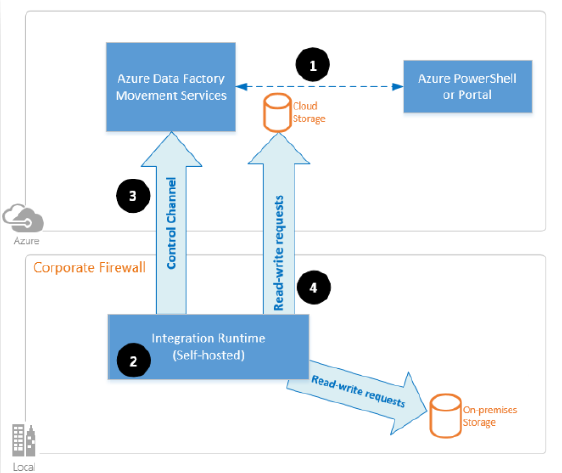 1
Azure Data Factory
Movement Services
Azure PowerShell
or Portal
Cloud
Storage
3
Control Channel
Read-write requests
4
Azure
Corporate Firewall
Integration Runtime
(Self-hosted)
2
Read-write requests
On-premises
Storage
Local